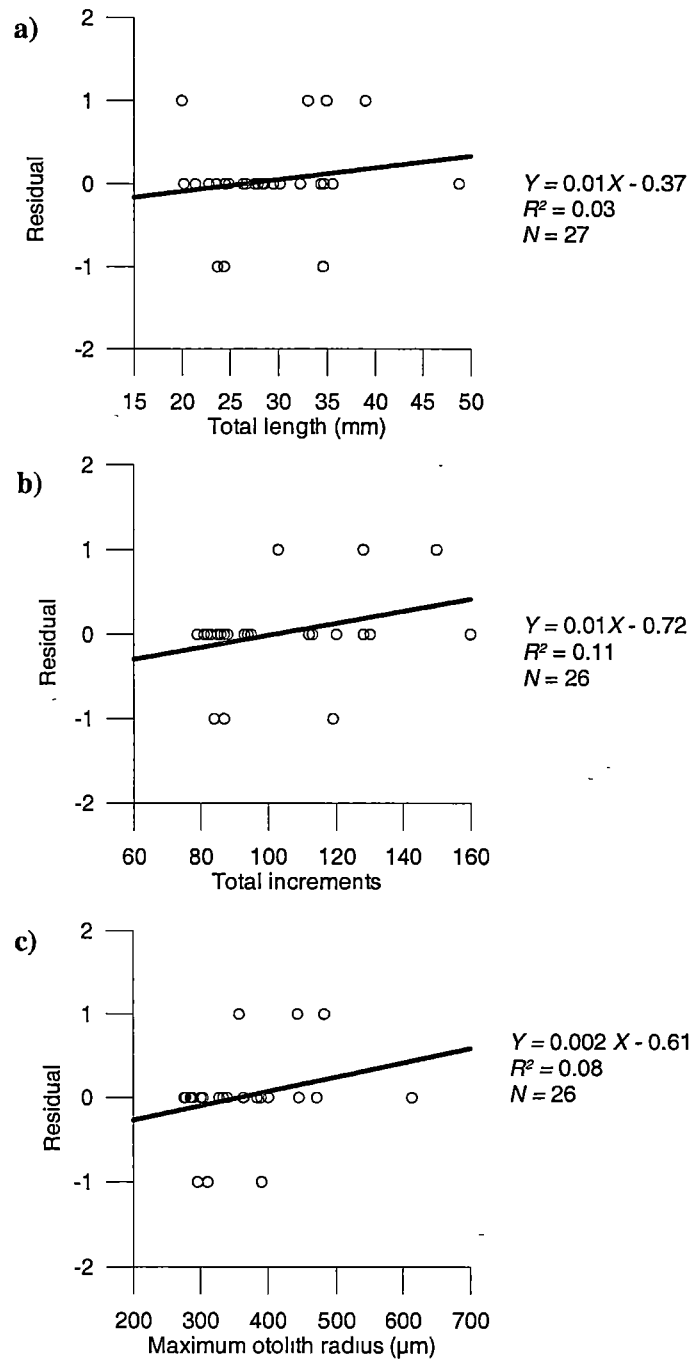 a)
2
1
0
-1
-2
Residual
15 20 25 30 35 40 45 50
Total length (mm)
Y = 0.01X - 0.37
R² = 0.03
N = 27
b)
2
1
0
-1
-2
Residual
60 80 100 120 140 160
Total increments
Y = 0.01X - 0.72
R² = 0.11
N = 26
c)
2
1
0
-1
-2
Residual
200 300 400 500 600 700
Maximum otolith radius (µm)
Y = 0.002 X - 0.61
R² = 0.08
N = 26